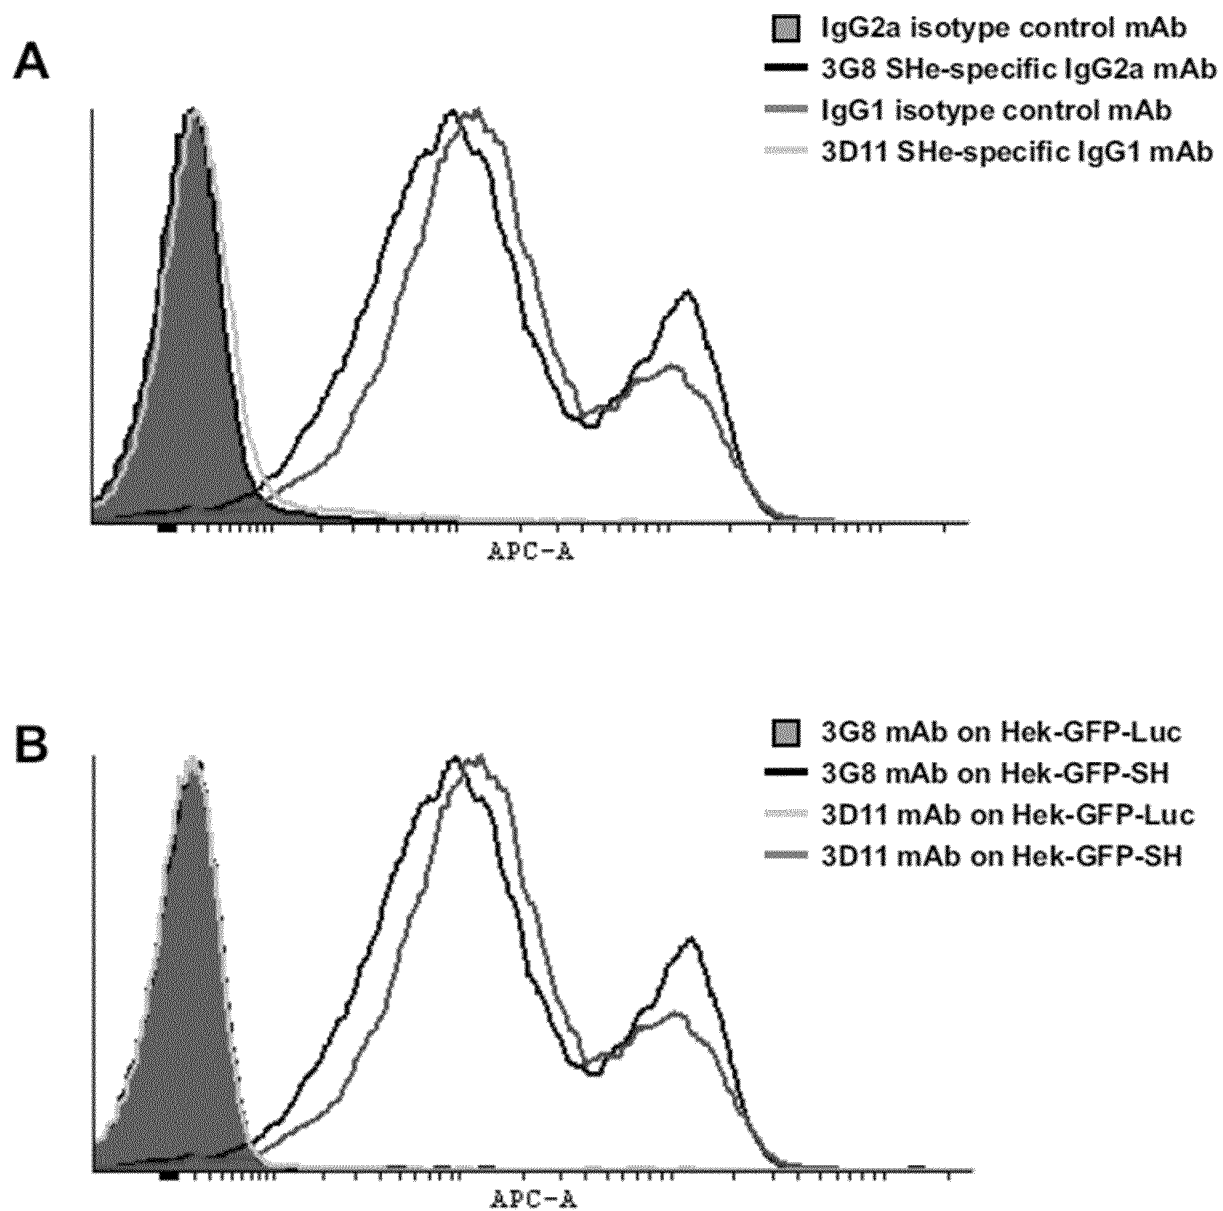 A
IgG2a isotype control mAb
3G8 SHe-specific IgG2a mAb
IgG1 isotype control mAb
3D11 SHe-specific IgG1 mAb
APC-A
B
3G8 mAb on Hek-GFP-Luc
3G8 mAb on Hek-GFP-SH
3D11 mAb on Hek-GFP-Luc
3D11 mAb on Hek-GFP-SH
APC-A